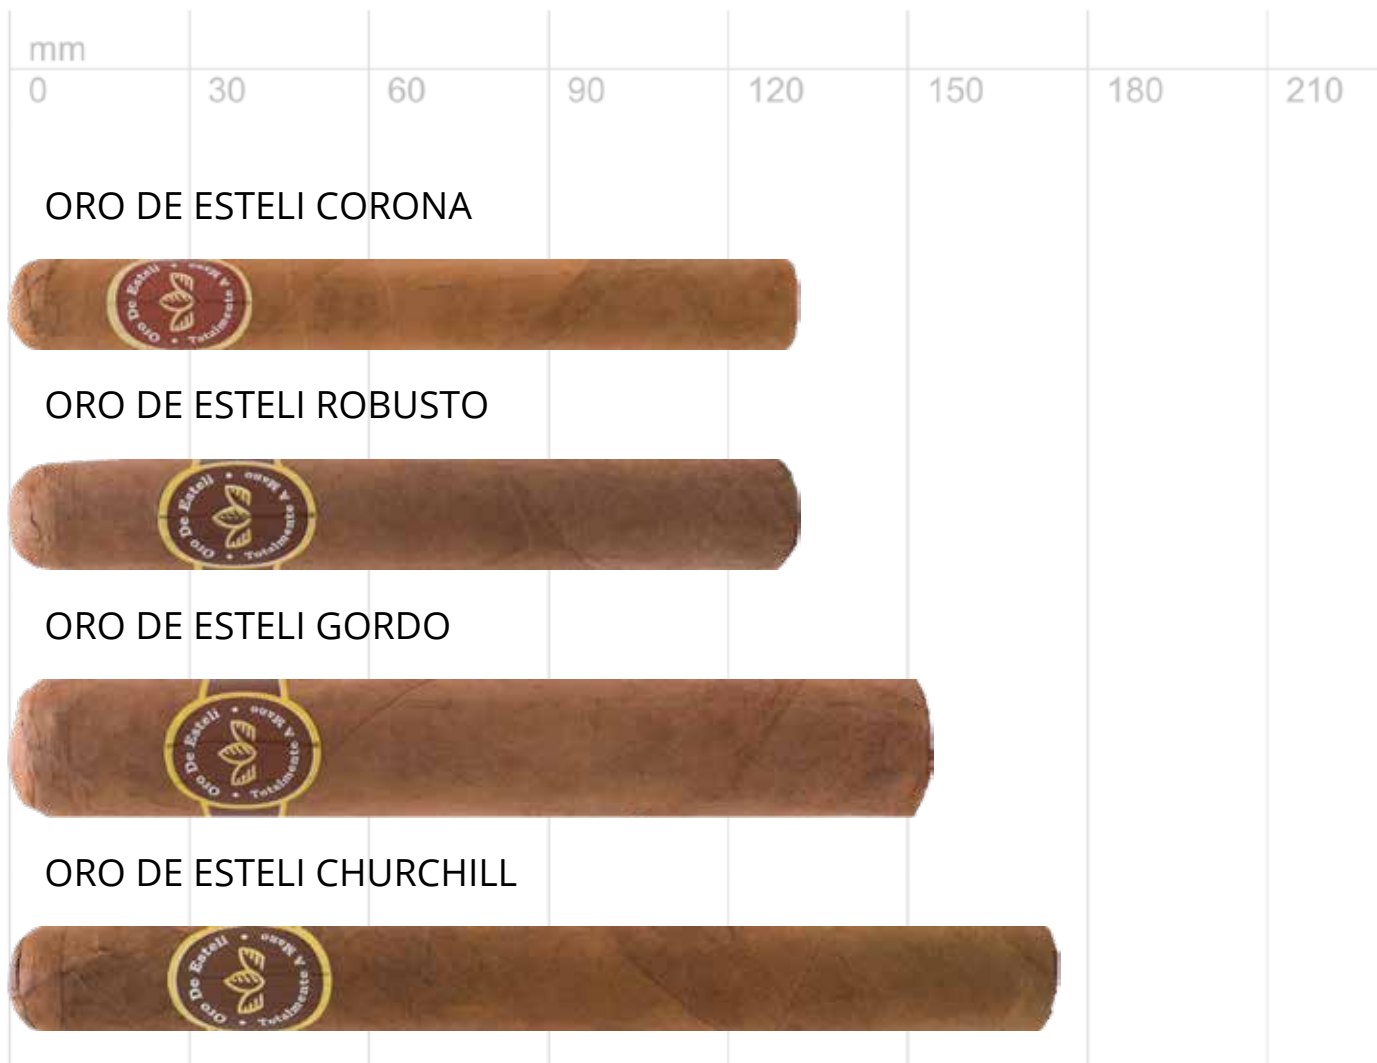 mm
0 30 60 90 120 150 180 210
ORO DE ESTELI CORONA
Oro De Esteli • Totalmente A Mano •
ORO DE ESTELI ROBUSTO
Oro De Esteli • Totalmente A Mano •
ORO DE ESTELI GORDO
Oro De Esteli • Totalmente A Mano •
ORO DE ESTELI CHURCHILL
Oro De Esteli • Totalmente A Mano •